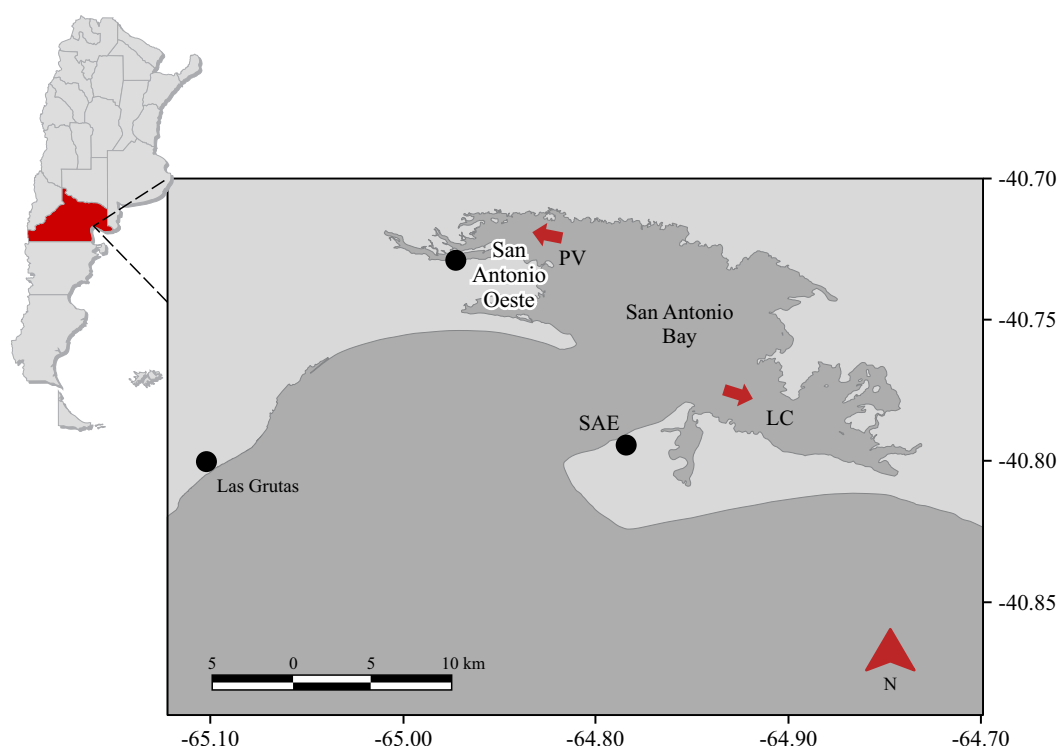 -40.70
San
Antonio
Oeste
PV
San Antonio
Bay
-40.75
SAE
LC
Las Grutas
-40.80
-40.85
5 0 5 10 km
N
-65.10 -65.00 -64.80 -64.90 -64.70